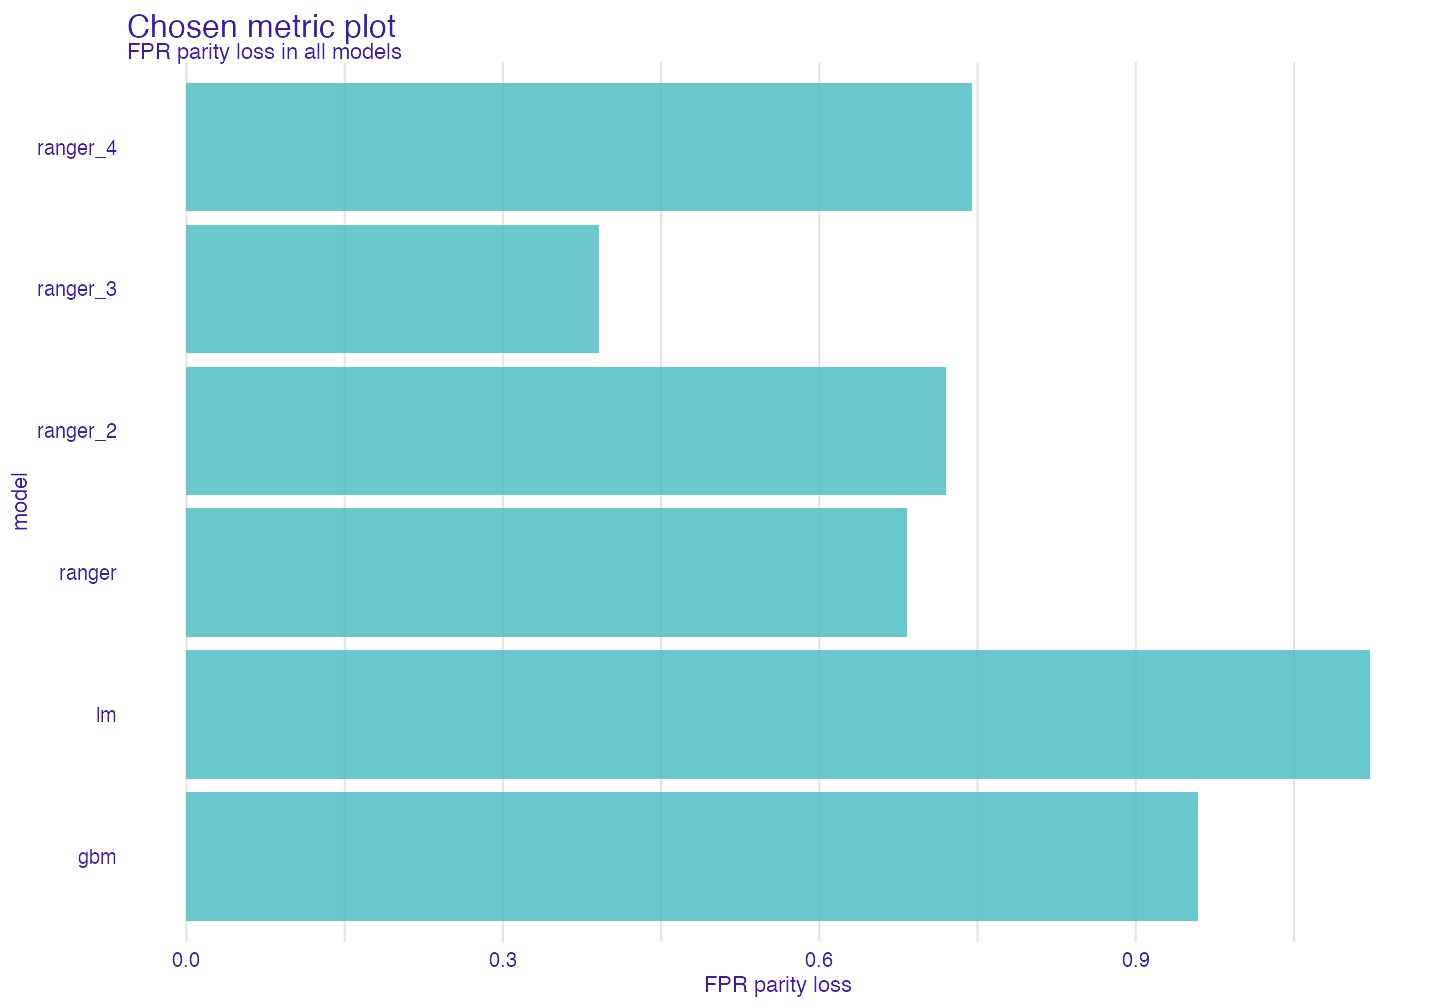 Chosen metric plot
FPR parity loss in all models
ranger_4
ranger_3
ranger_2
ranger
lm
gbm
model
0.0
0.3
0.6
0.9
FPR parity loss